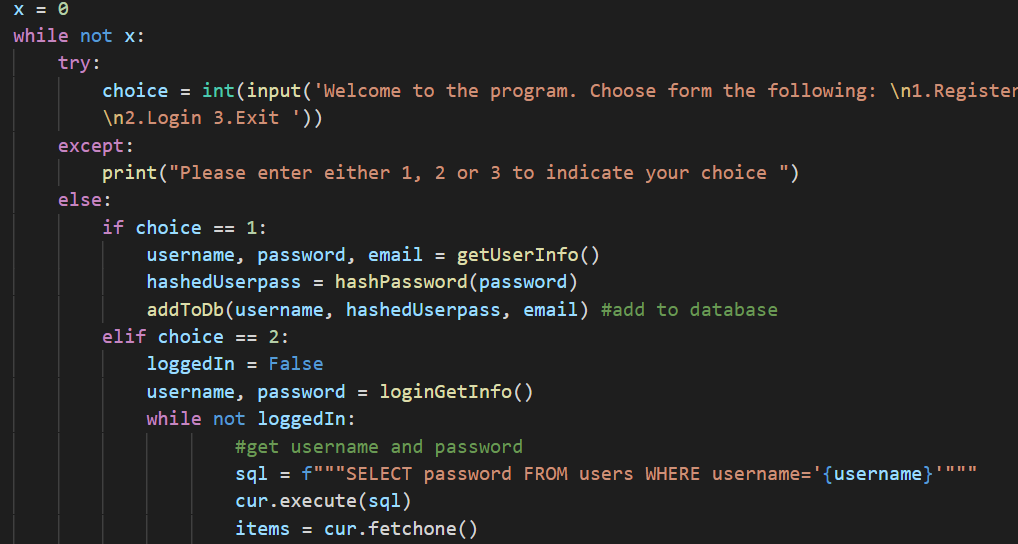 x = 0
while not x:
    try:
        choice = int(input('Welcome to the program. Choose form the following: \n1.Register
        \n2.Login 3.Exit '))
    except:
        print("Please enter either 1, 2 or 3 to indicate your choice ")
    else:
        if choice == 1:
            username, password, email = getUserInfo()
            hashedUserpass = hashPassword(password)
            addToDb(username, hashedUserpass, email) #add to database
        elif choice == 2:
            loggedIn = False
            username, password = loginGetInfo()
            while not loggedIn:
                    #get username and password
                    sql = f"""SELECT password FROM users WHERE username='{username}'"""
                    cur.execute(sql)
                    items = cur.fetchone()